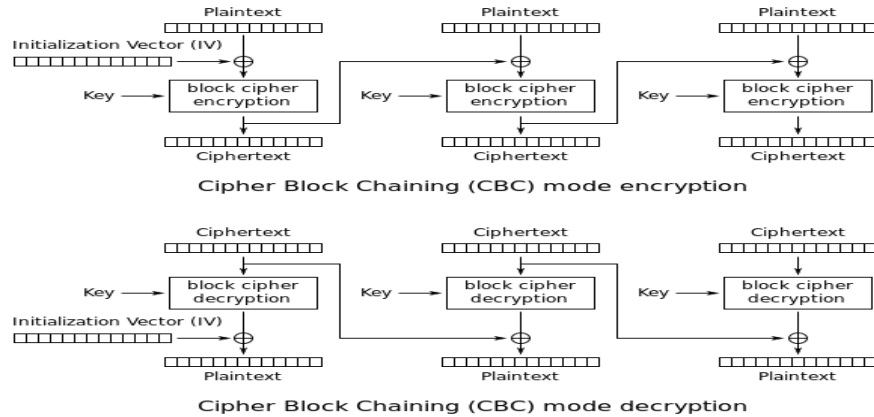 Plaintext Plaintext Plaintext
Initialization Vector (IV)
Key block cipher encryption Key block cipher encryption Key block cipher encryption
Ciphertext Ciphertext Ciphertext
Cipher Block Chaining (CBC) mode encryption
Ciphertext Ciphertext Ciphertext
Key block cipher decryption Key block cipher decryption Key block cipher decryption
Initialization Vector (IV)
Plaintext Plaintext Plaintext
Cipher Block Chaining (CBC) mode decryption